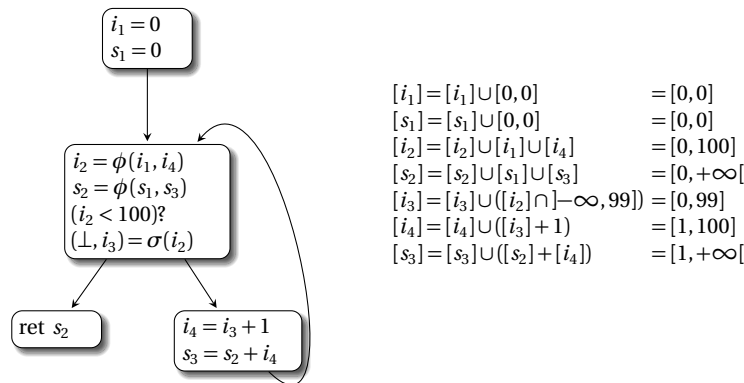 i₁ = 0
s₁ = 0
i₂ = ϕ(i₁, i₄)
s₂ = ϕ(s₁, s₃)
(i₂ < 100)?
(⊥, i₃) = σ(i₂)
ret s₂
i₄ = i₃ + 1
s₃ = s₂ + i₄
[i₁] = [i₁] ∪ [0, 0] = [0, 0]
[s₁] = [s₁] ∪ [0, 0] = [0, 0]
[i₂] = [i₂] ∪ [i₁] ∪ [i₄] = [0, 100]
[s₂] = [s₂] ∪ [s₁] ∪ [s₃] = [0, +∞[
[i₃] = [i₃] ∪ ([i₂] ∩ ]−∞, 99]) = [0, 99]
[i₄] = [i₄] ∪ ([i₃] + 1) = [1, 100]
[s₃] = [s₃] ∪ ([s₂] + [i₄]) = [1, +∞[